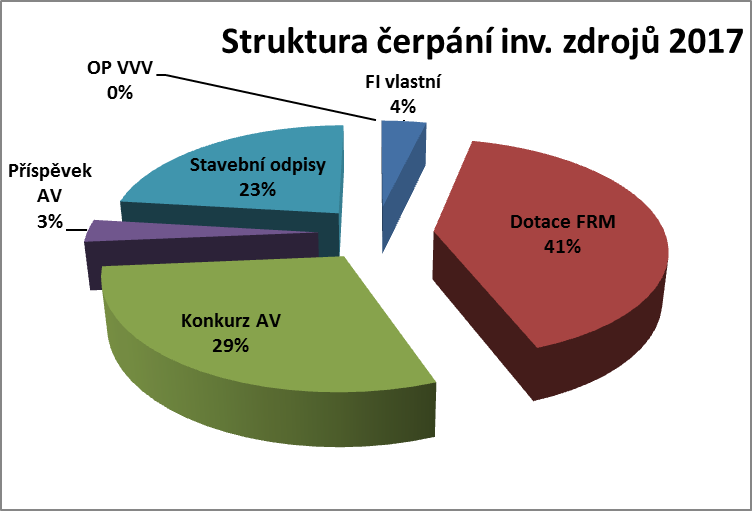 Struktura čerpání inv. zdrojů 2017
OP VVV
0%
FI vlastní
4%
Stavební odpisy
23%
Příspěvek
AV
3%
Dotace FRM
41%
Konkurz AV
29%